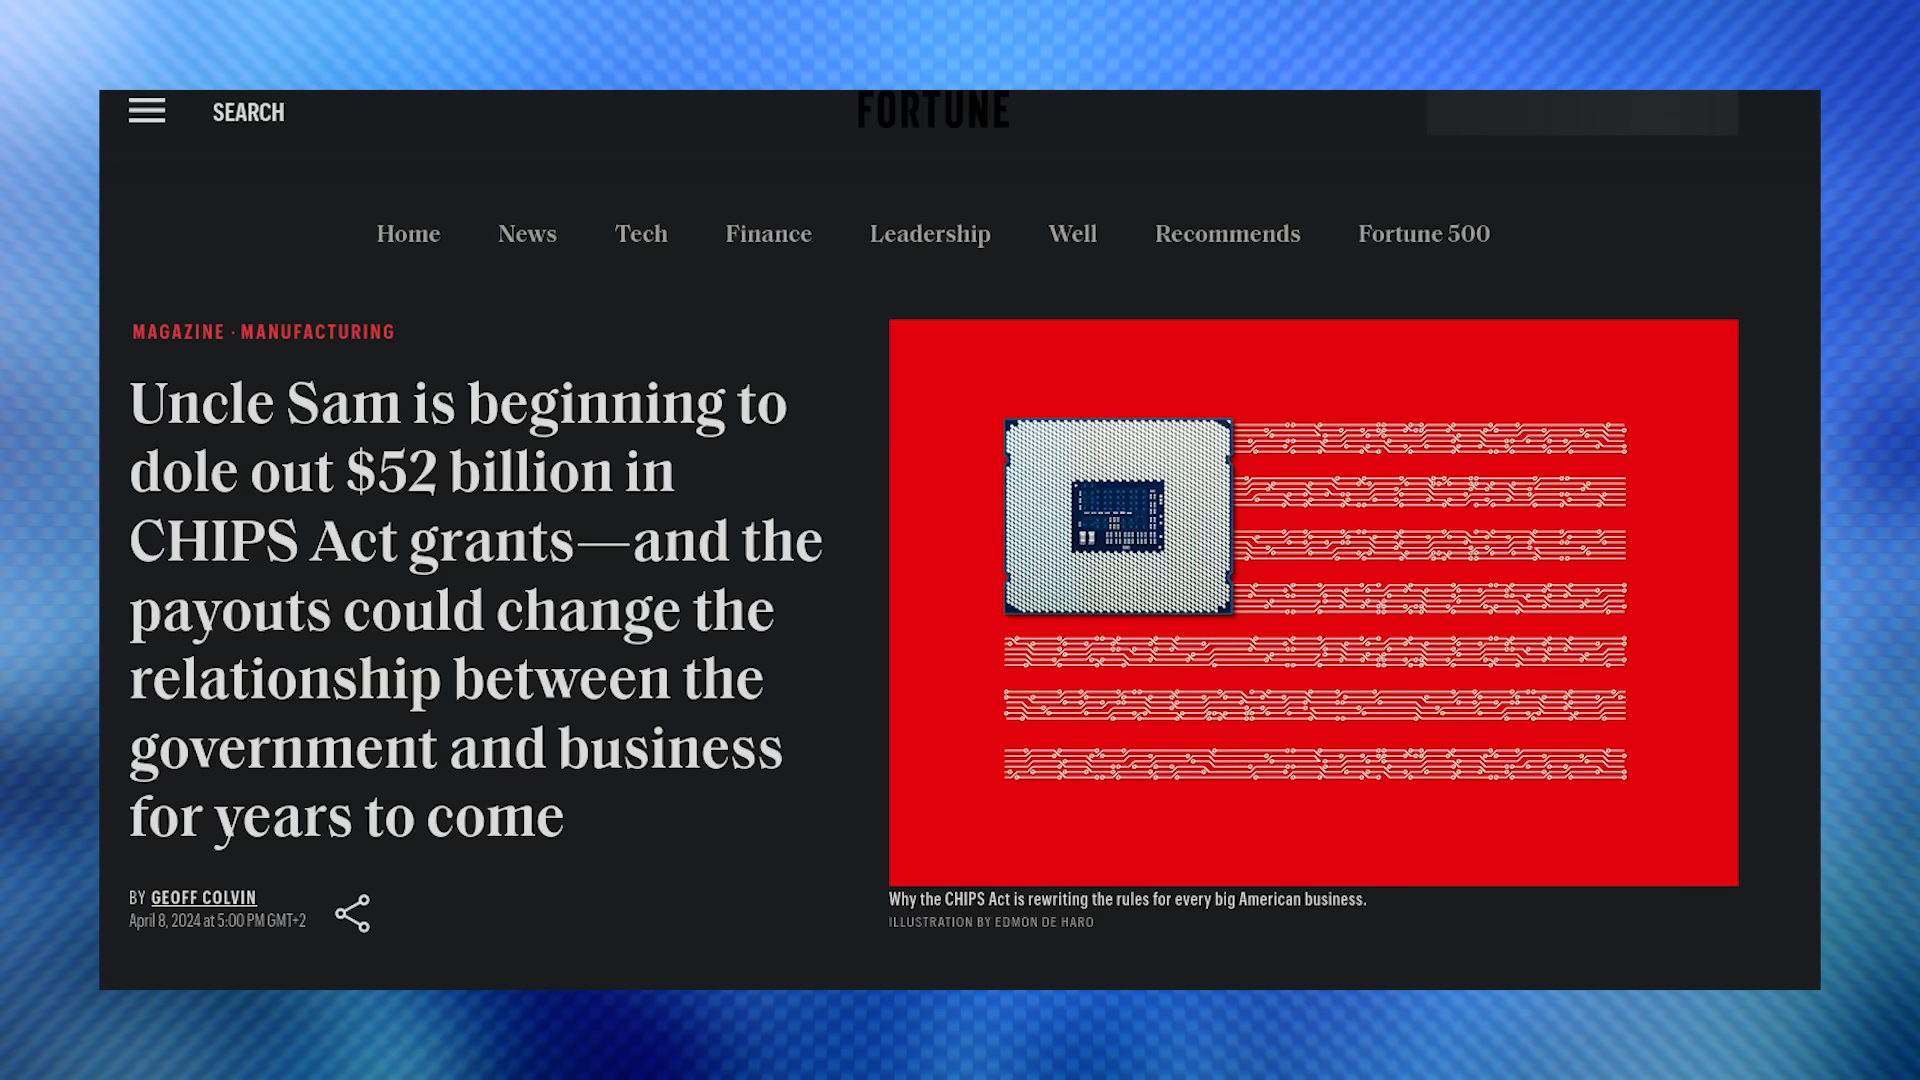 SEARCH
FORTUNE
Home News Tech Finance Leadership Well Recommends Fortune 500
MAGAZINE · MANUFACTURING
Uncle Sam is beginning to
dole out $52 billion in
CHIPS Act grants—and the
payouts could change the
relationship between the
government and business
for years to come
BY GEOFF COLVIN
April 8, 2024 at 5:00 PM GMT+2
Why the CHIPS Act is rewriting the rules for every big American business.
ILLUSTRATION BY EDMON DE HARO